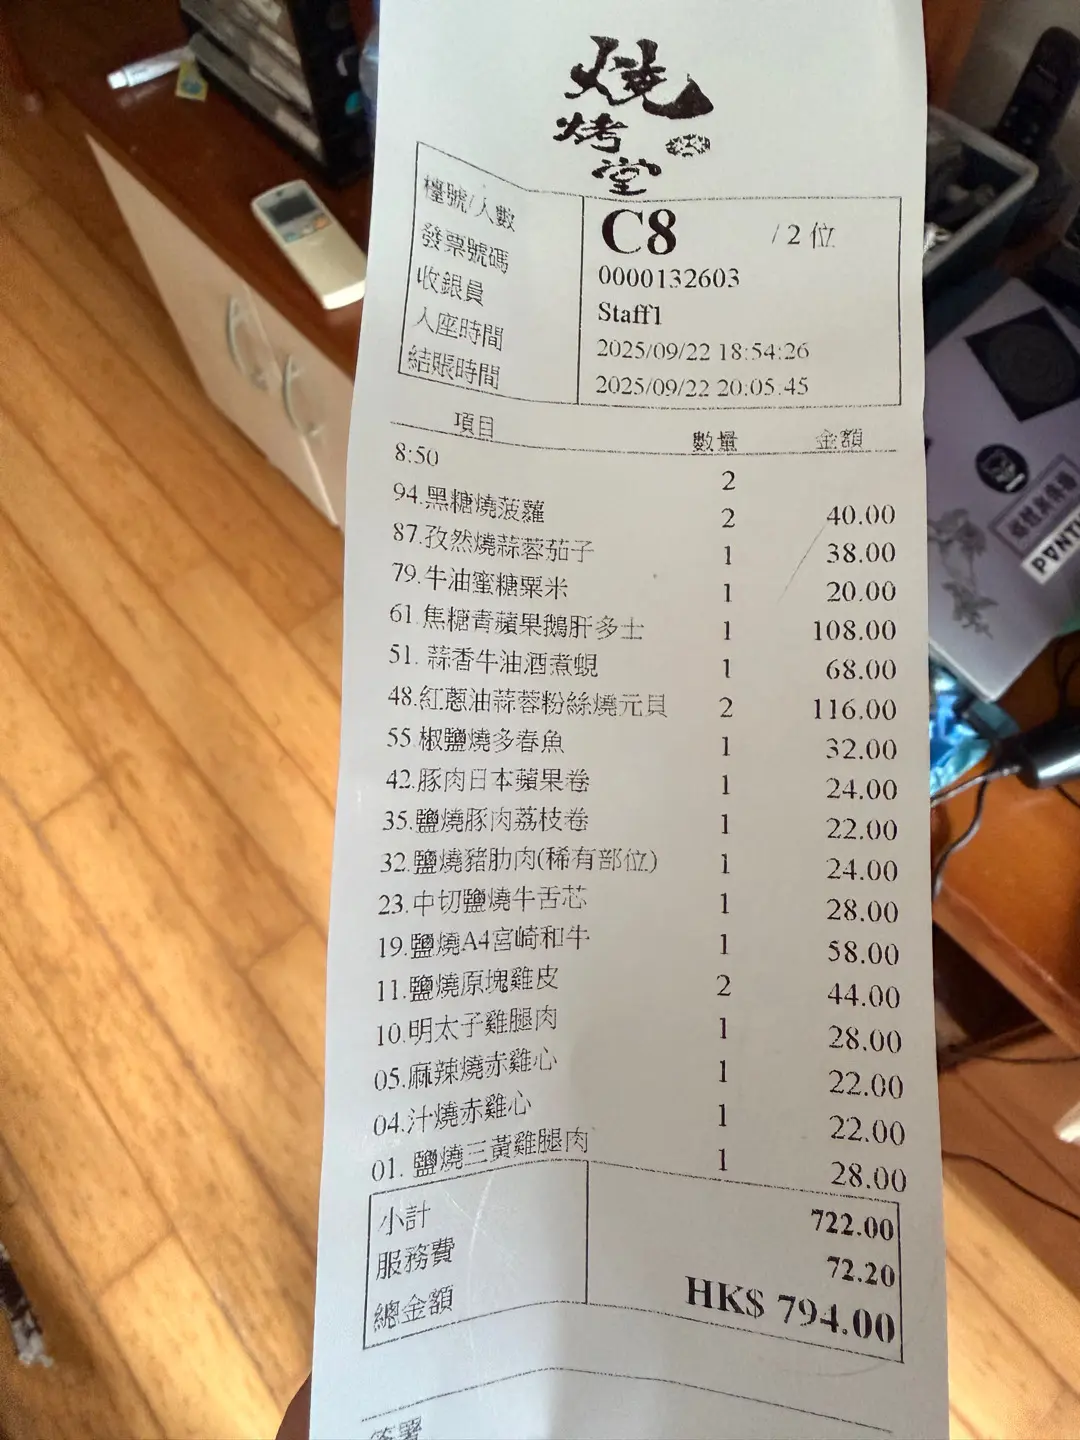 燒
烤
堂
檯號/人數 C8 / 2 位
發票號碼 0000132603
收銀員 Staff1
入座時間 2025/09/22 18:54:26
結賬時間 2025/09/22 20:05:45
項目 數量 金額
8:50 2
94.黑糖燒菠蘿 2 40.00
87.孜然燒蒜蓉茄子 1 38.00
79.牛油蜜糖粟米 1 20.00
61.焦糖青蘋果鵝肝多士 1 108.00
51. 蒜香牛油酒煮蜆 1 68.00
48.紅蔥油蒜蓉粉絲燒元貝 2 116.00
55.椒鹽燒多春魚 1 32.00
42.豚肉日本蘋果卷 1 24.00
35.鹽燒豚肉荔枝卷 1 22.00
32.鹽燒豬肋肉(稀有部位) 1 24.00
23.中切鹽燒牛舌芯 1 28.00
19.鹽燒A4宮崎和牛 1 58.00
11.鹽燒原塊雞皮 2 44.00
10.明太子雞腿肉 1 28.00
05.麻辣燒赤雞心 1 22.00
04.汁燒赤雞心 1 22.00
01. 鹽燒三黃雞腿肉 1 28.00
小計 722.00
服務費 72.20
總金額 HK$ 794.00
簽署